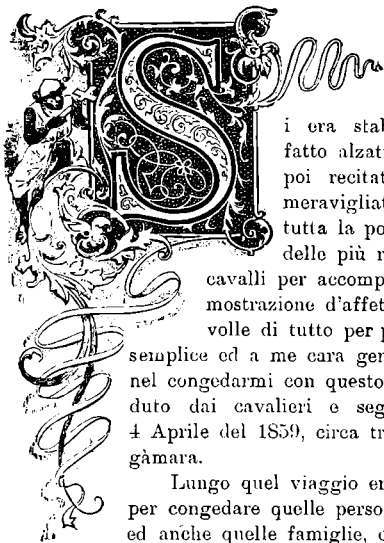 S
i era stal
fatto alzat
poi recitat
meravigliat
tutta la po
delle più r
cavalli per accomp
mostrazione d'affet
volle di tutto per p
semplice ed a me cara gen
nel congedarmi con questo
duto dai cavalieri e seg
4 Aprile del 1859, circa tr
gàmara.
Lungo quel viaggio er
per congedare quelle perso
ed anche quelle famiglie, c